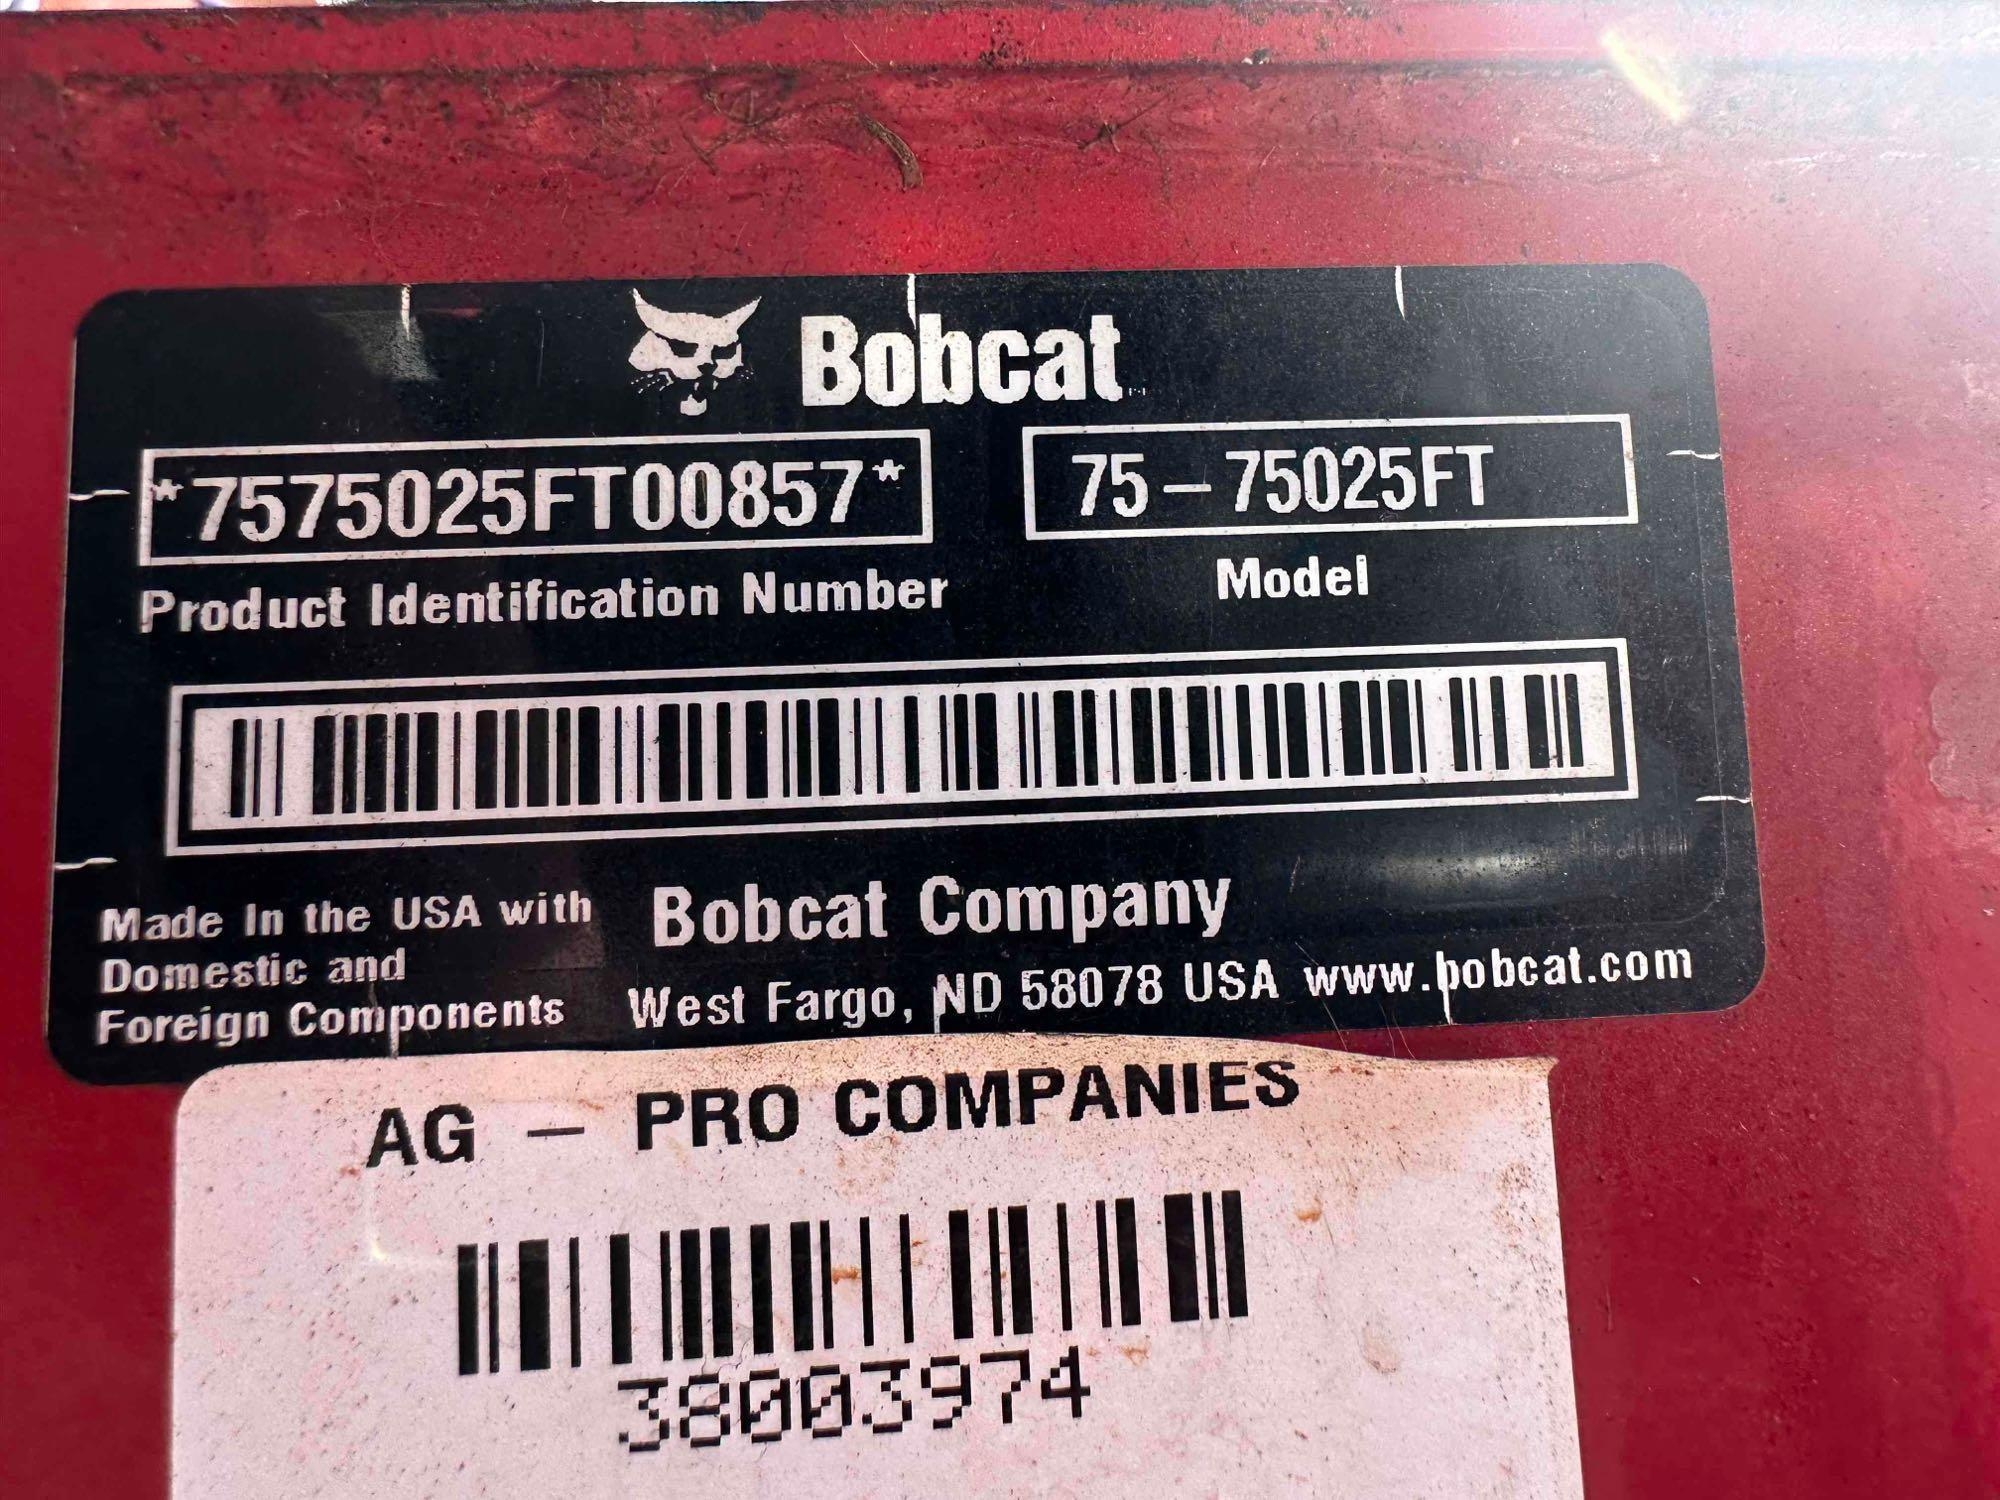 Bobcat
*7575025FT00857*
75-75025FT
Product Identification Number
Model
Made In the USA with
Domestic and
Foreign Components
Bobcat Company
West Fargo, ND 58078 USA www.bobcat.com
AG - PRO COMPANIES
38003974